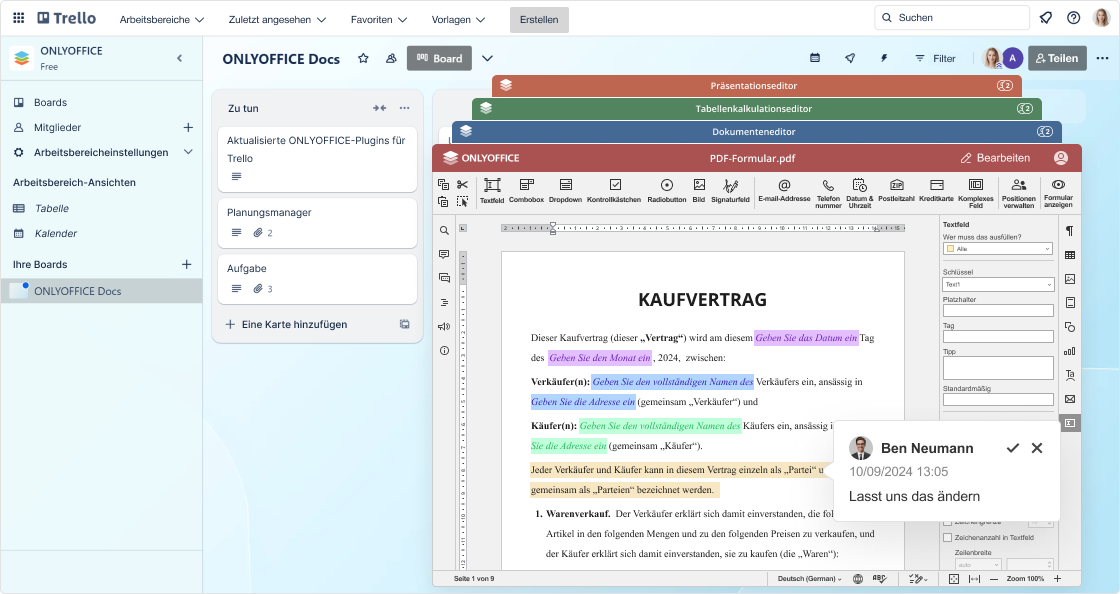 Trello
Arbeitsbereiche
Zuletzt angesehen
Favoriten
Vorlagen
Erstellen
Suchen
ONLYOFFICE
Free
Boards
Mitglieder
Arbeitsbereicheinstellungen
Arbeitsbereich-Ansichten
Tabelle
Kalender
Ihre Boards
ONLYOFFICE Docs
ONLYOFFICE Docs
Board
Filter
A
Teilen
Zu tun
Aktualisierte ONLYOFFICE-Plugins für
Trello
Planungsmanager
2
Aufgabe
3
Eine Karte hinzufügen
Präsentationseditor
2
Tabellenkalkulationseditor
2
Dokumenteneditor
2
ONLYOFFICE
PDF-Formular.pdf
Bearbeiten
Textfeld
Combobox
Dropdown
Kontrollkästchen
Radiobutton
Bild
Signaturfeld
E-mail-Addresse
Telefon
nummer
Datum &
Uhrzeit
Postleitzahl
Kreditkarte
Komplexes
Feld
Positionen
verwalten
Formular
anzeigen
KAUFVERTRAG
Dieser Kaufvertrag (dieser „Vertrag“) wird am diesem Geben Sie das Datum ein Tag
des Geben Sie den Monat ein , 2024, zwischen:
Verkäufer(n): Geben Sie den vollständigen Namen des Verkäufers ein, ansässig in
Geben Sie die Adresse ein (gemeinsam „Verkäufer“) und
Käufer(n): Geben Sie den vollständigen Namen des Käufers ein, ansässig
Sie die Adresse ein (gemeinsam „Käufer“).
Jeder Verkäufer und Käufer kann in diesem Vertrag einzeln als „Partei“
gemeinsam als „Parteien“ bezeichnet werden.
1. Warenverkauf. Der Verkäufer erklärt sich damit einverstanden, die
Artikel in den folgenden Mengen und zu den folgenden Preisen zu verkaufen, und
der Käufer erklärt sich damit einverstanden, sie zu kaufen (die „Waren“):
Textfeld
Wer muss das ausfüllen?
Alle
Schlüssel
Text1
Platzhalter
Tag
Tipp
Standardmäßig
Ben Neumann
10/09/2024 13:05
Lasst uns das ändern
Zeichengrenze
Zeichenanzahl in Textfeld
Zeilenbreite
auto
Seite 1 von 9
Deutsch (German)
Zoom 100%